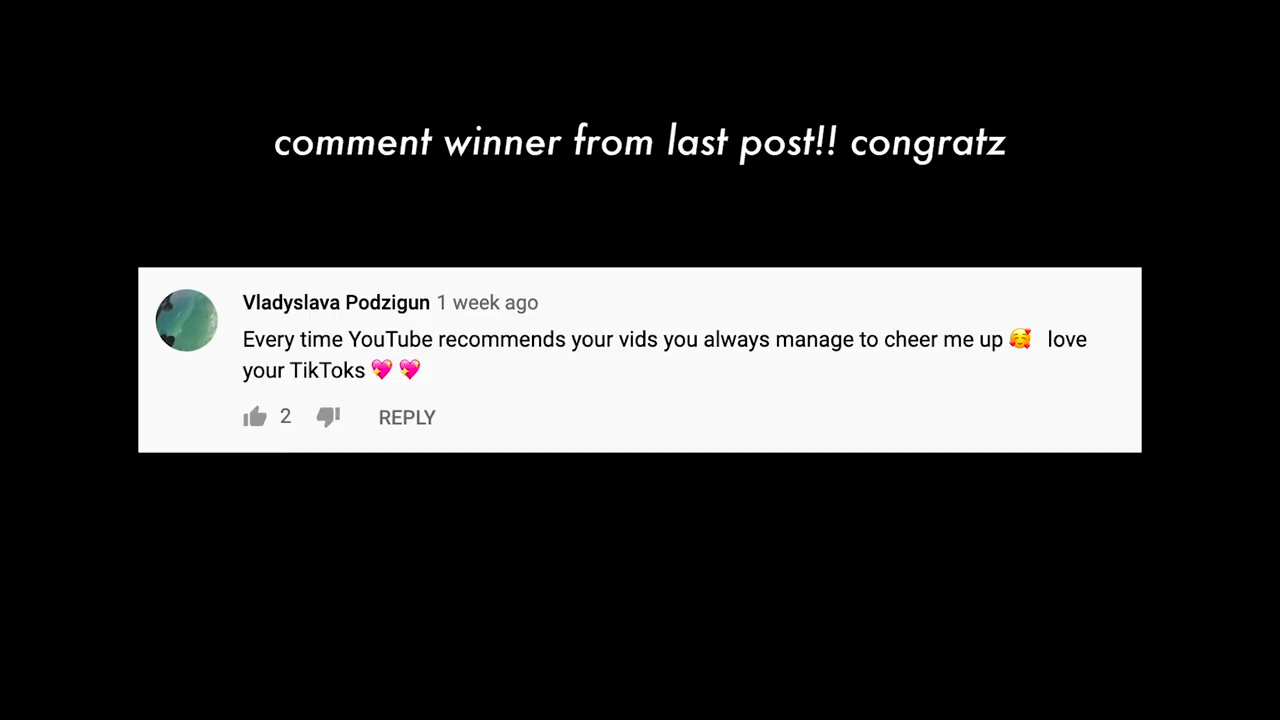 comment winner from last post!! congratz
Vladyslava Podzigun 1 week ago
Every time YouTube recommends your vids you always manage to cheer me up 🥰 love
your TikToks 💖 💖
2 REPLY